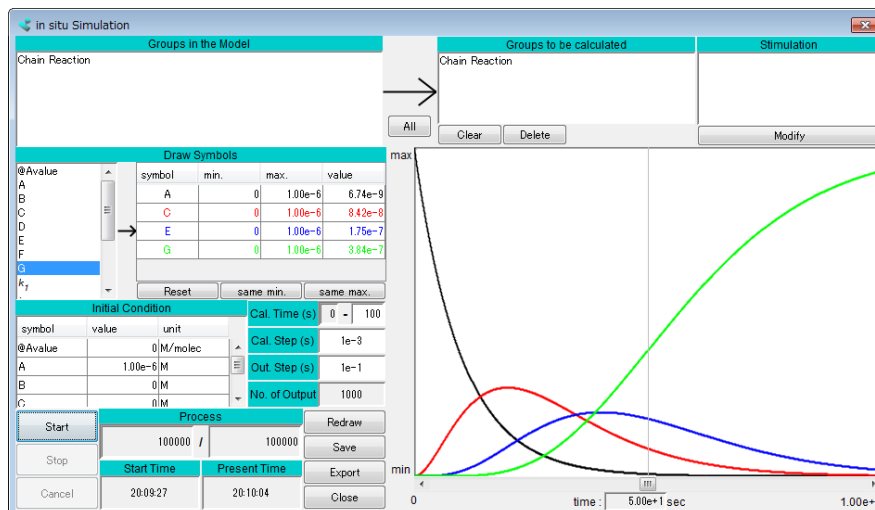 in situ Simulation
Groups in the Model
Chain Reaction
All
Groups to be calculated
Chain Reaction
Clear Delete
Stimulation
Modify
Draw Symbols
@Avalue
A
B
C
D
E
F
G
k1
symbol min. max. value
A 0 1.00e-6 6.74e-9
C 0 1.00e-6 8.42e-8
E 0 1.00e-6 1.75e-7
G 0 1.00e-6 3.84e-7
Reset same min. same max.
Initial Condition
symbol value unit
@Avalue 0 M/molec
A 1.00e-6 M
B 0 M
C 0 M
Cal. Time (s) 0 - 100
Cal. Step (s) 1e-3
Out. Step (s) 1e-1
No. of Output 1000
Start
Stop
Cancel
Process
100000 / 100000
Start Time Present Time
20:09:27 20:10:04
Redraw
Save
Export
Close
max
min
0 time : 5.00e+1 sec 1.00e+